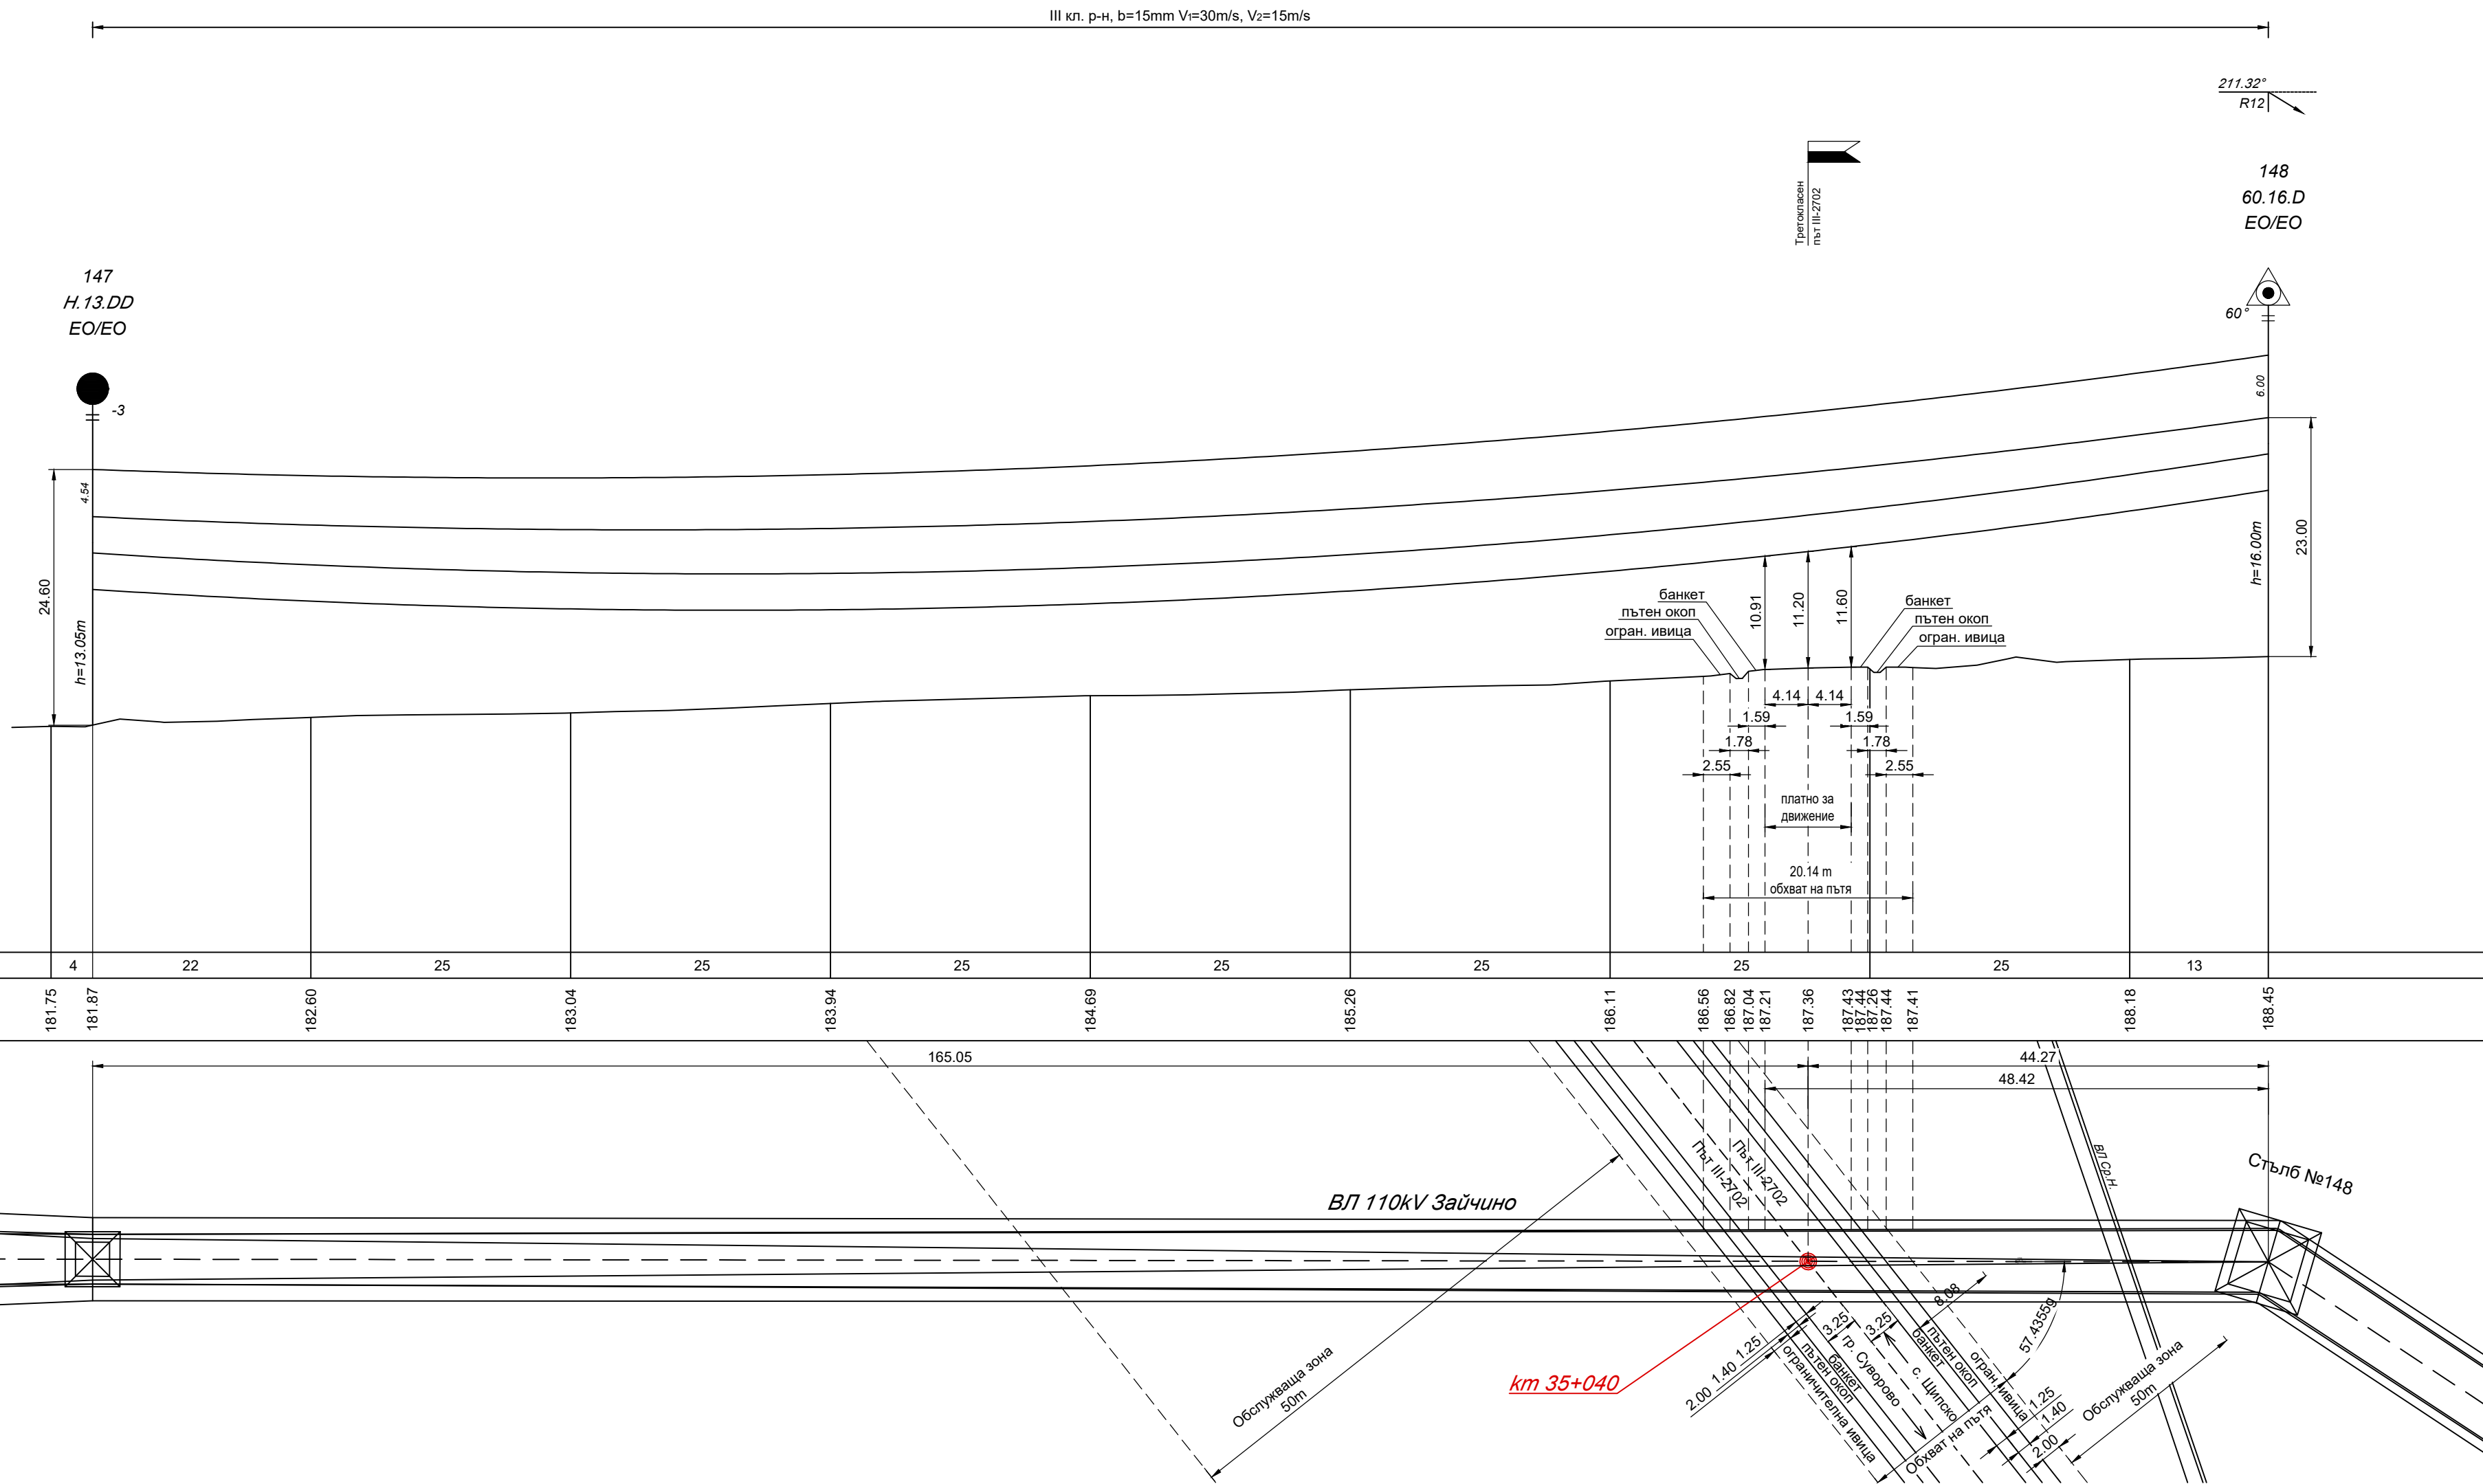 III кл. р-н, b=15mm V1=30m/s, V2=15m/s
211.32°
R12
Третокласен
път III-2702
148
60.16.D
EO/EO
147
H.13.DD
EO/EO
60°
-3
6.00
4.54
24.60
h=13.05m
23.00
h=16.00m
10.91
11.20
11.60
банкет
пътен окоп
огран. ивица
банкет
пътен окоп
огран. ивица
4.14
4.14
1.59
1.59
1.78
1.78
2.55
2.55
платно за
движение
20.14 m
обхват на пътя
4
22
25
25
25
25
25
25
25
13
181.75
181.87
182.60
183.04
183.94
184.69
185.26
186.11
186.56
186.82
187.04
187.21
187.36
187.43
187.44
187.26
187.44
187.41
188.18
188.45
165.05
44.27
48.42
Път III-2702
Път III-2702
ВЛ Ср.Н.
Стълб №148
ВЛ 110kV Зайчино
km 35+040
Обслужваща зона
50m
2.00
1.40
1.25
3.25
3.25
8.08
57.4355g
ограничителна ивица
пътен окоп
банкет
гр. Суворово
с. Щипско
банкет
пътен окоп
огран. ивица
Обхват на пътя
1.25
1.40
2.00
Обслужваща зона
50m